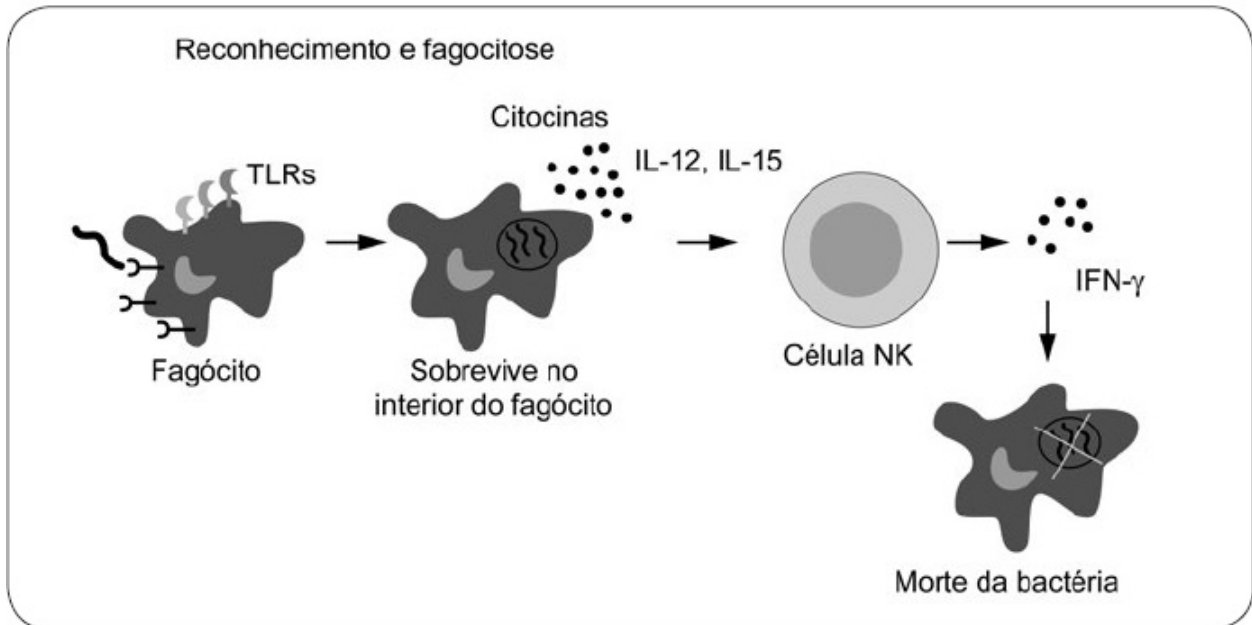 Reconhecimento e fagocitose
Citocinas
IL-12, IL-15
TLRs
IFN-γ
Fagócito
Sobrevive no
interior do fagócito
Célula NK
Morte da bactéria